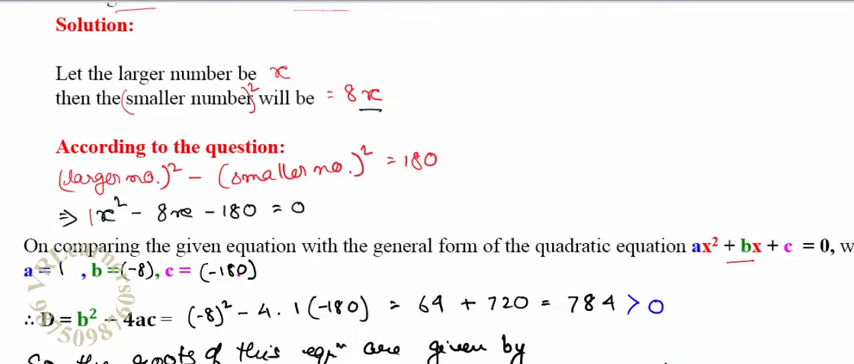 Solution:
Let the larger number be x
then the (smaller number)² will be = 8x
According to the question:
(larger no.)² - (smaller no.)² = 180
⇒ 1x² - 8x - 180 = 0
On comparing the given equation with the general form of the quadratic equation ax² + bx + c = 0, w
a = 1 , b = (-8), c = (-180)
∴ D = b² - 4ac = (-8)² - 4 . 1 (-180) = 64 + 720 = 784 > 0
So the roots of this eqⁿ are given by